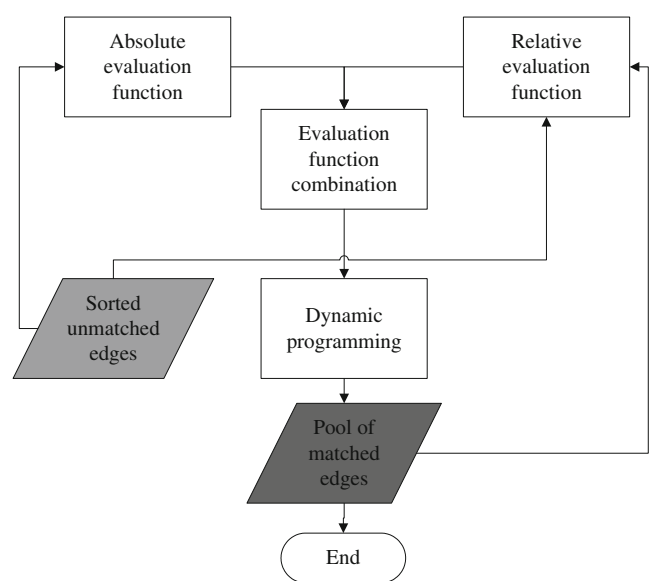 Absolute
evaluation
function
Relative
evaluation
function
Evaluation
function
combination
Sorted
unmatched
edges
Dynamic
programming
Pool of
matched
edges
End